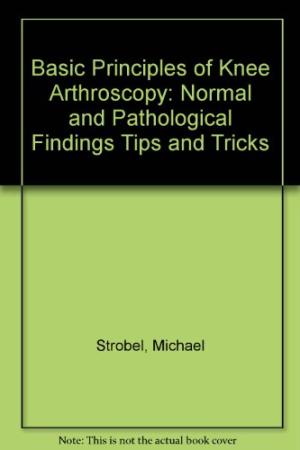 Basic Principles of Knee
Arthroscopy: Normal
and Pathological
Findings Tips and Tricks
Strobel, Michael
Note: This is not the actual book cover